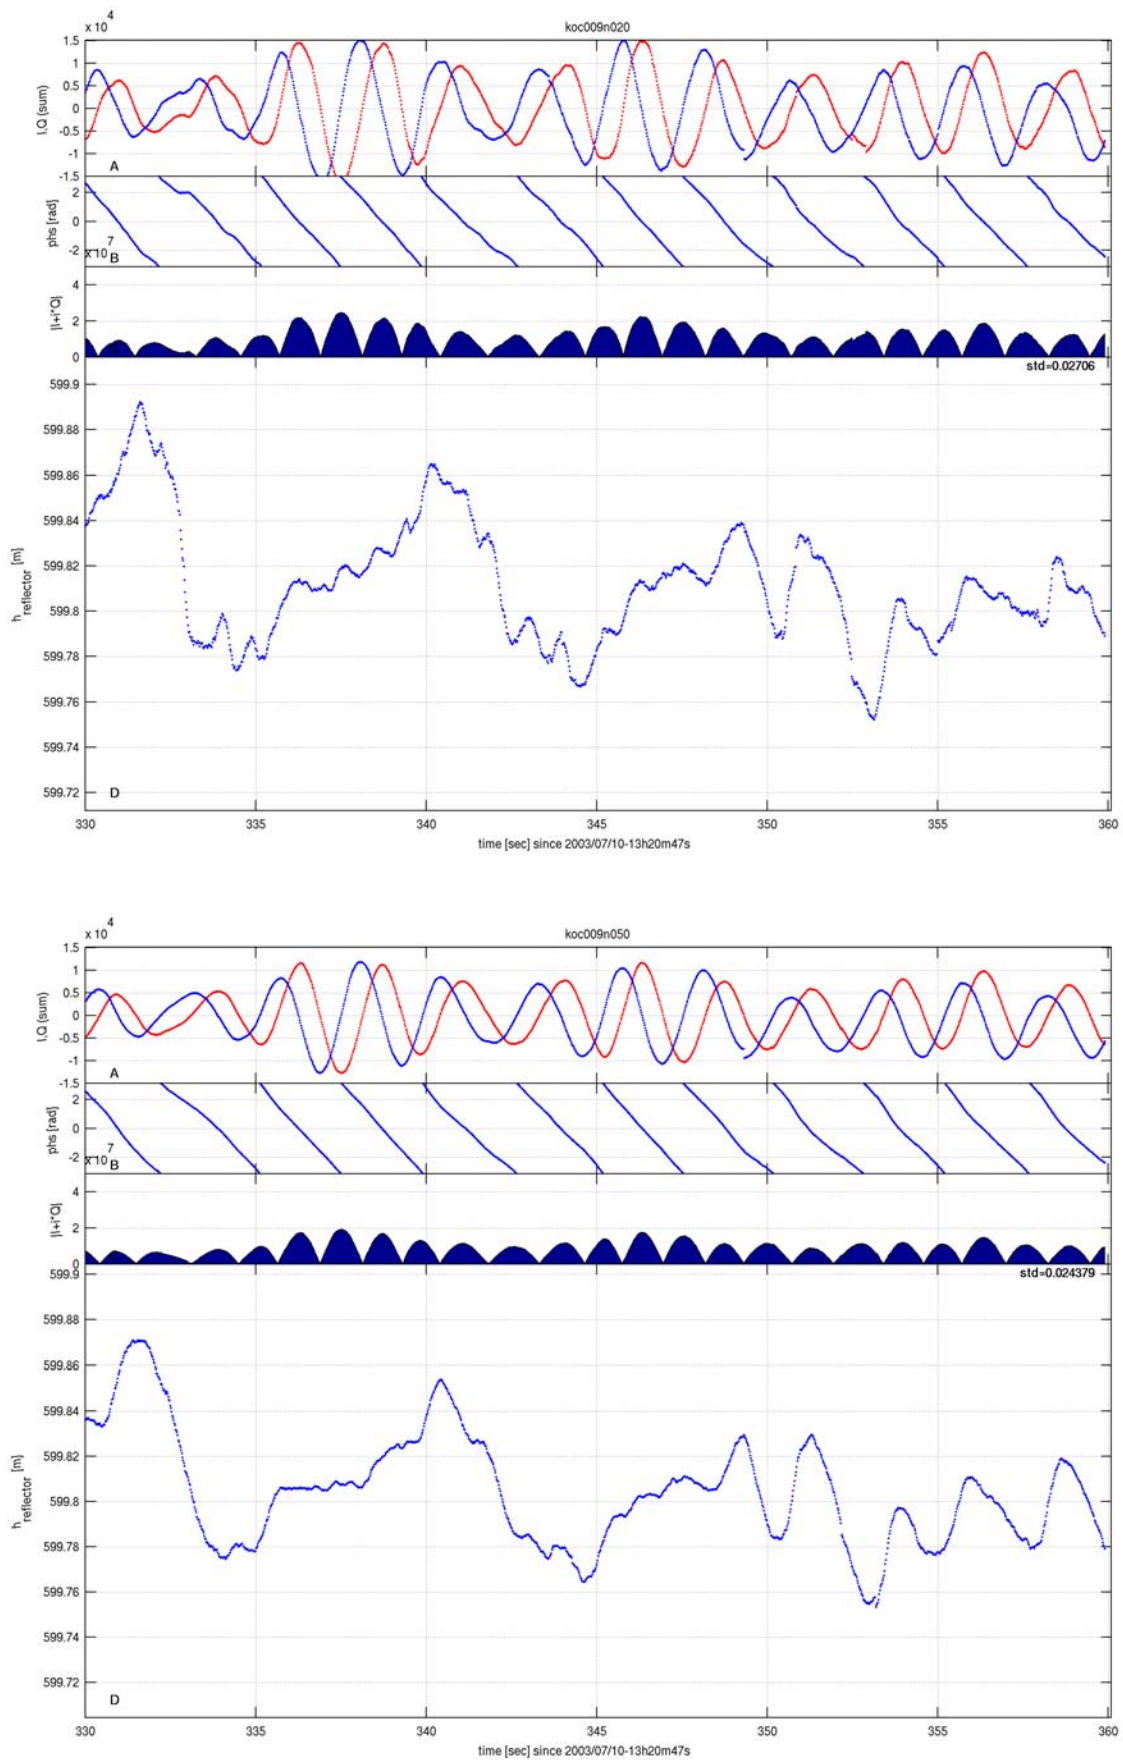 x 10 4
koc009n020
1.5
1
0.5
0
-0.5
-1
-1.5
I,Q (sum)
A
2
0
-2
phs [rad]
x 10 7
B
4
2
0
|I+i*Q|
std=0.02706
599.9
599.88
599.86
599.84
599.82
599.8
599.78
599.76
599.74
599.72
h reflector [m]
D
330 335 340 345 350 355 360
time [sec] since 2003/07/10-13h20m47s
x 10 4
koc009n050
1.5
1
0.5
0
-0.5
-1
-1.5
I,Q (sum)
A
2
0
-2
phs [rad]
x 10 7
B
4
2
0
|I+i*Q|
std=0.024379
599.9
599.88
599.86
599.84
599.82
599.8
599.78
599.76
599.74
599.72
h reflector [m]
D
330 335 340 345 350 355 360
time [sec] since 2003/07/10-13h20m47s